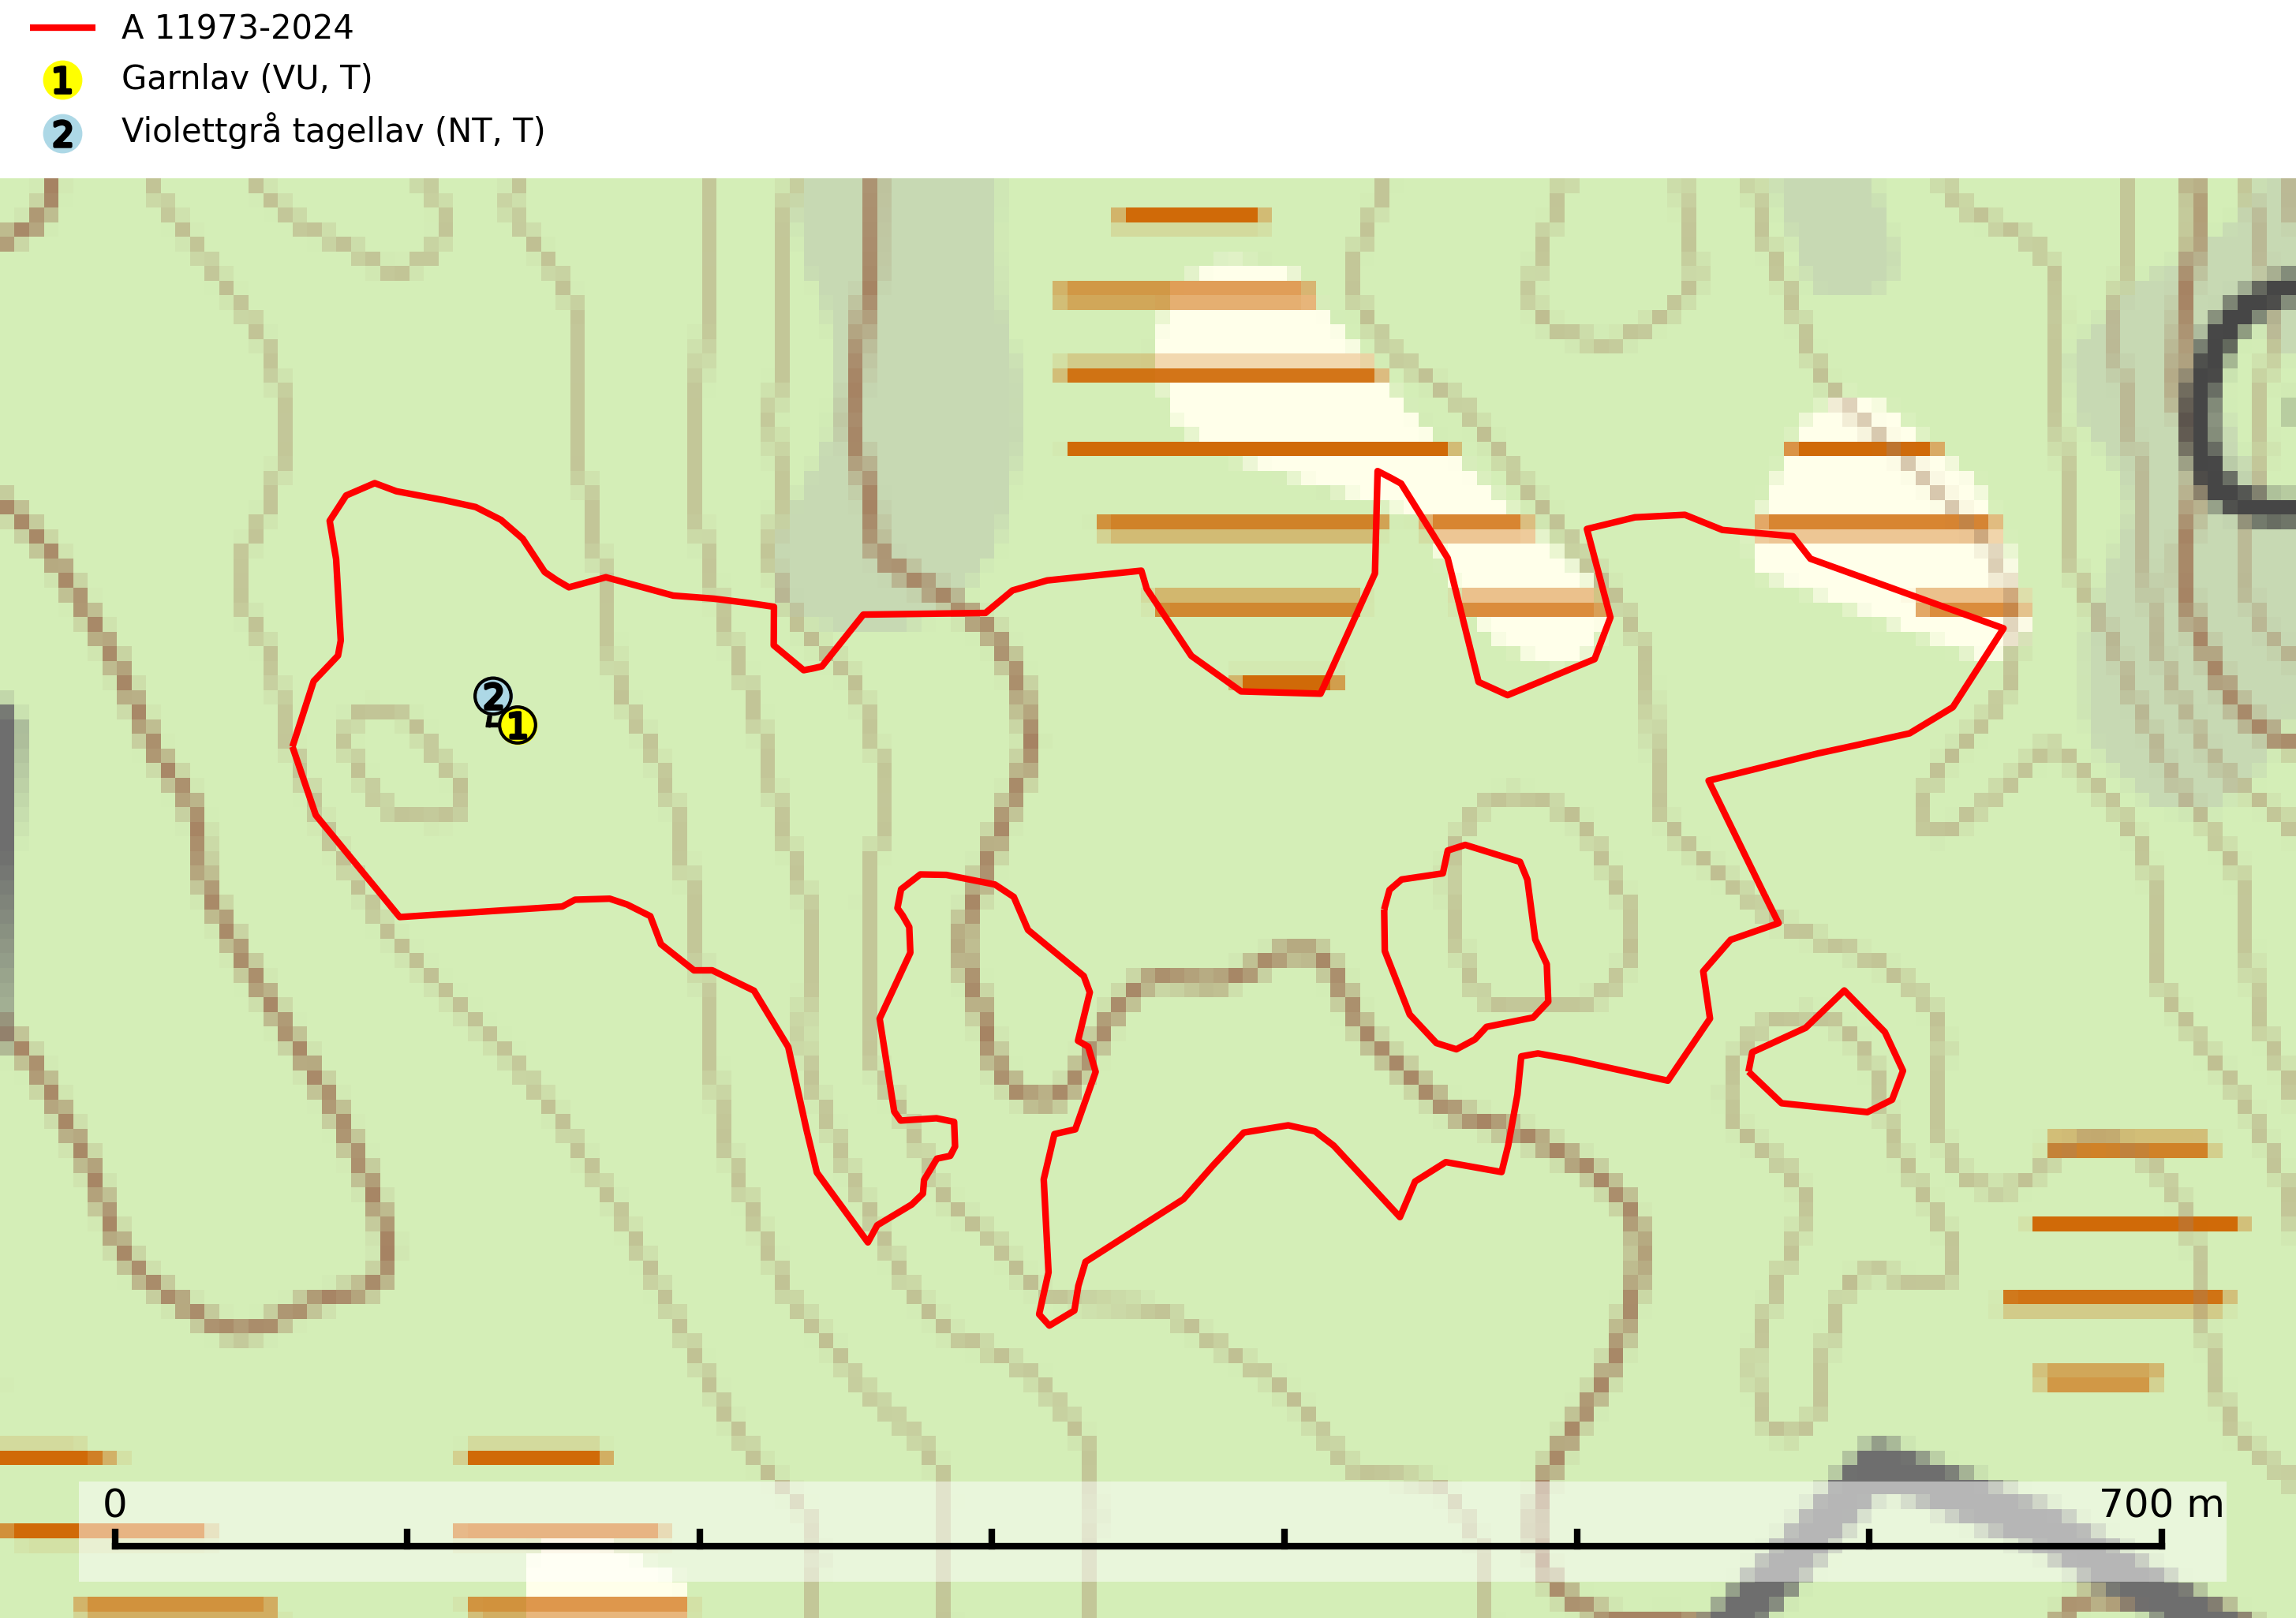 A 11973-2024
1 Garnlav (VU, T)
2 Violettgrå tagellav (NT, T)
2
1
0 700 m